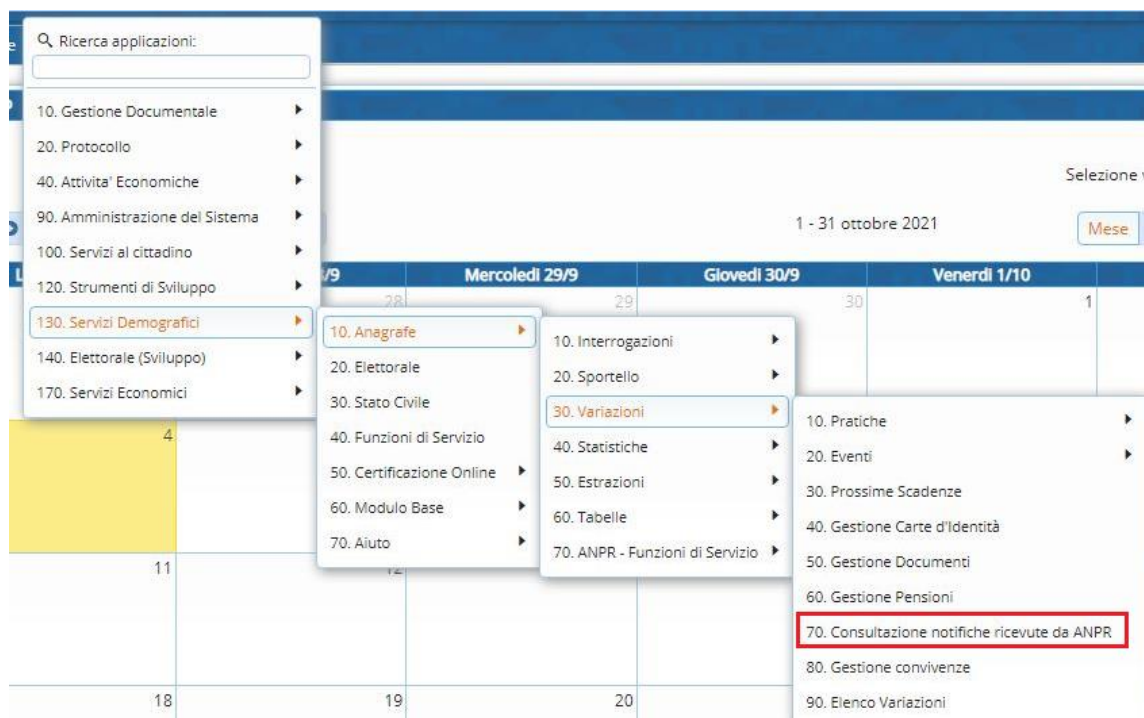 Ricerca applicazioni:
10. Gestione Documentale
20. Protocollo
40. Attivita' Economiche
90. Amministrazione del Sistema
100. Servizi al cittadino
120. Strumenti di Sviluppo
130. Servizi Demografici
140. Elettorale (Sviluppo)
170. Servizi Economici
10. Anagrafe
20. Elettorale
30. Stato Civile
40. Funzioni di Servizio
50. Certificazione Online
60. Modulo Base
70. Aiuto
10. Interrogazioni
20. Sportello
30. Variazioni
40. Statistiche
50. Estrazioni
60. Tabelle
70. ANPR - Funzioni di Servizio
10. Pratiche
20. Eventi
30. Prossime Scadenze
40. Gestione Carte d'Identità
50. Gestione Documenti
60. Gestione Pensioni
70. Consultazione notifiche ricevute da ANPR
80. Gestione convivenze
90. Elenco Variazioni
Selezione
1 - 31 ottobre 2021
Mese
/9 Mercoledì 29/9 Giovedì 30/9 Venerdì 1/10
28 29 30 1
4
11 12
18 19 20